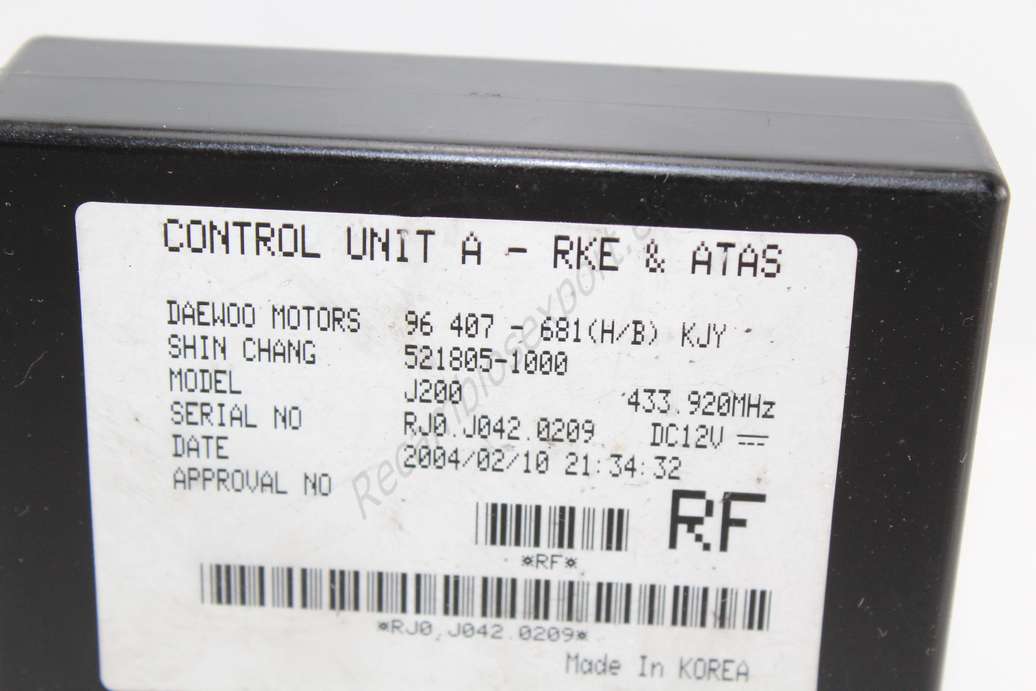 CONTROL UNIT A - RKE & ATAS
DAEWOO MOTORS 96 407 - 681(H/B) KJY
SHIN CHANG 521805-1000
MODEL J200 433.920MHz
SERIAL NO RJ0.J042.0209 DC12V ⎓
DATE 2004/02/10 21:34:32
APPROVAL NO
RF
*RF*
*RJ0.J042.0209*
Made In KOREA
Recambiosexport.